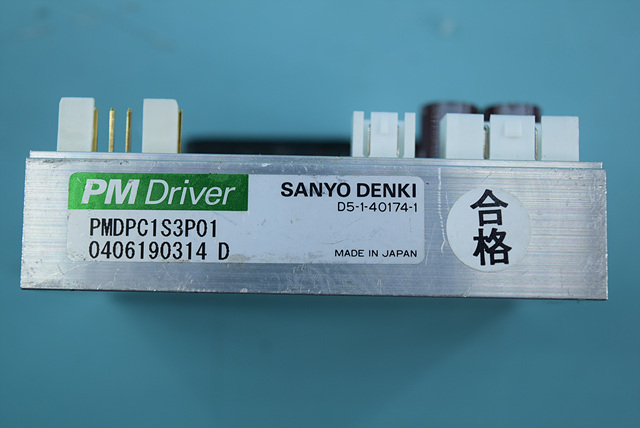 PM Driver
SANYO DENKI
D5-1-40174-1
PMDPC1S3P01
0406190314 D
MADE IN JAPAN
合格